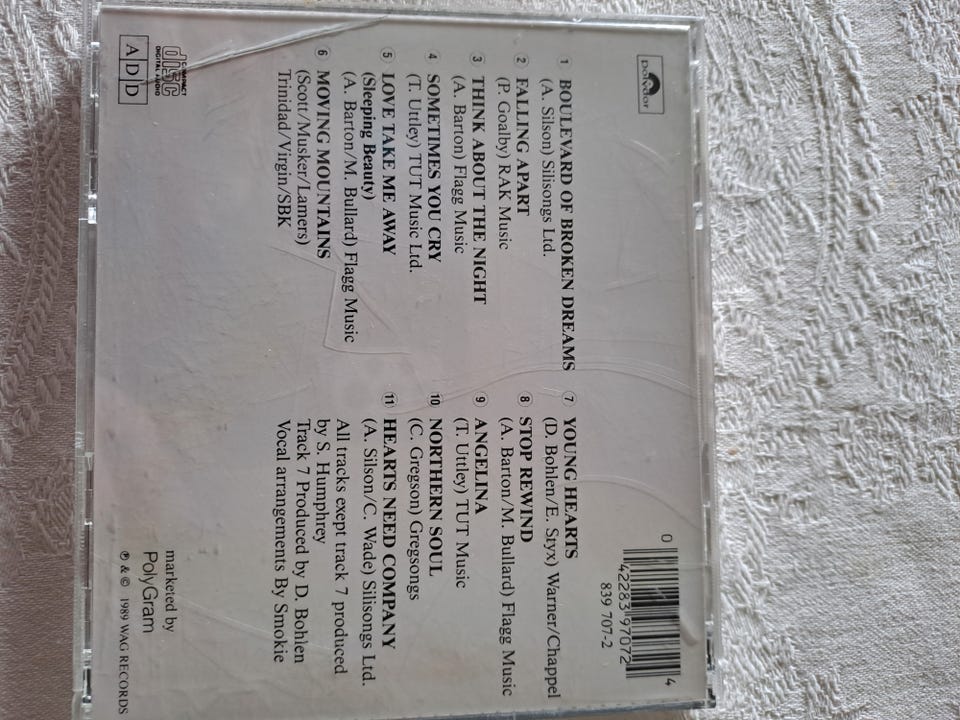 Polydor
1 BOULEVARD OF BROKEN DREAMS
(A. Silson) Silisongs Ltd.
2 FALLING APART
(P. Goalby) RAK Music
3 THINK ABOUT THE NIGHT
(A. Barton) Flagg Music
4 SOMETIMES YOU CRY
(T. Uttley) TUT Music Ltd.
5 LOVE TAKE ME AWAY
(Sleeping Beauty)
(A. Barton/M. Bullard) Flagg Music
6 MOVING MOUNTAINS
(Scott/Musker/Lamers)
Trinidad/Virgin/SBK
COMPACT
disc
DIGITAL AUDIO
ADD
0 42283 97072 4
839 707-2
7 YOUNG HEARTS
(D. Bohlen/E. Styx) Warner/Chappel
8 STOP REWIND
(A. Barton/M. Bullard) Flagg Music
9 ANGELINA
(T. Uttley) TUT Music
10 NORTHERN SOUL
(C. Gregson) Gregsongs
11 HEARTS NEED COMPANY
(A. Silson/C. Wade) Silisongs Ltd.
All tracks exept track 7 produced
by S. Humphrey
Track 7 Produced by D. Bohlen
Vocal arrangements By Smokie
marketed by
PolyGram
℗ & © 1989 WAG RECORDS